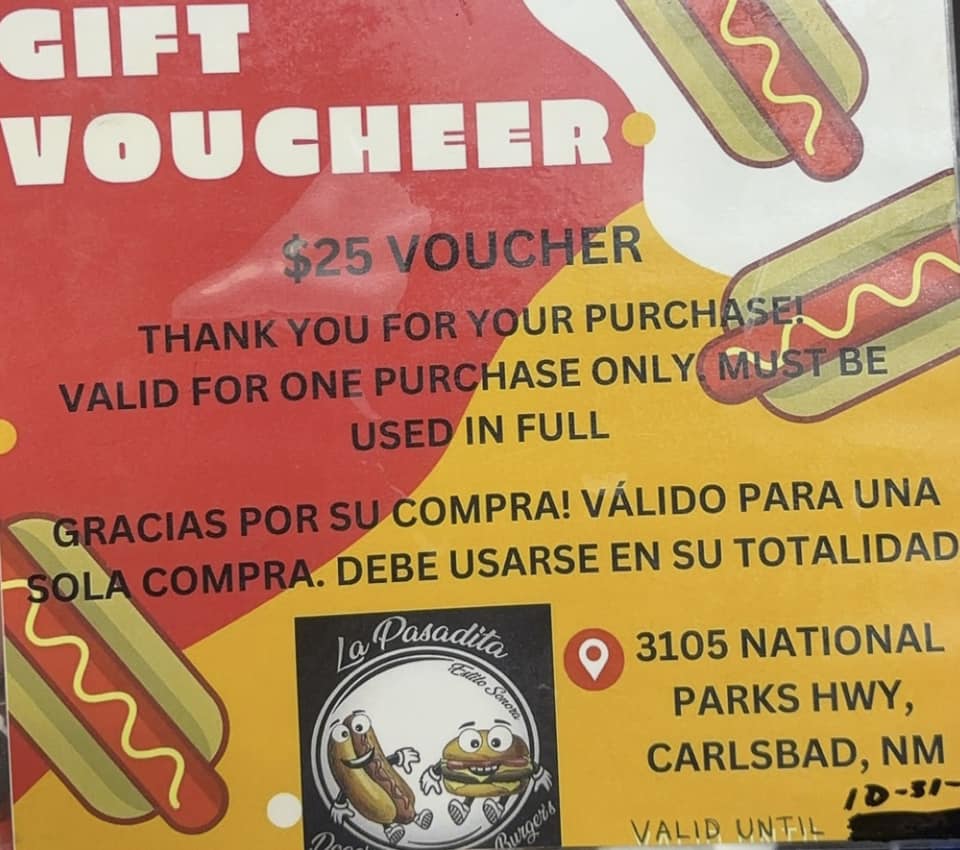 GIFT
VOUCHEER
$25 VOUCHER
THANK YOU FOR YOUR PURCHASE!
VALID FOR ONE PURCHASE ONLY. MUST BE
USED IN FULL
GRACIAS POR SU COMPRA! VÁLIDO PARA UNA
SOLA COMPRA. DEBE USARSE EN SU TOTALIDAD
La Pasadita
Estilo Sonora
Burgers
3105 NATIONAL
PARKS HWY,
CARLSBAD, NM
10-31-
VALID UNTIL